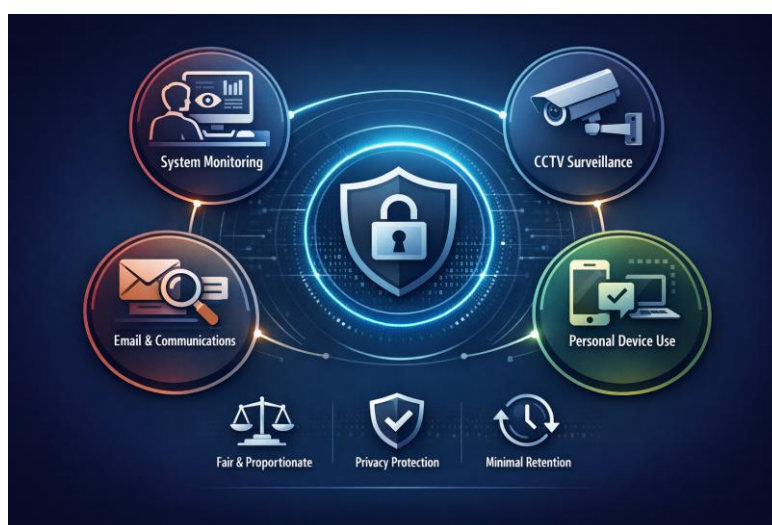 System Monitoring
CCTV Surveillance
Email & Communications
Personal Device Use
Fair & Proportionate
Privacy Protection
Minimal Retention